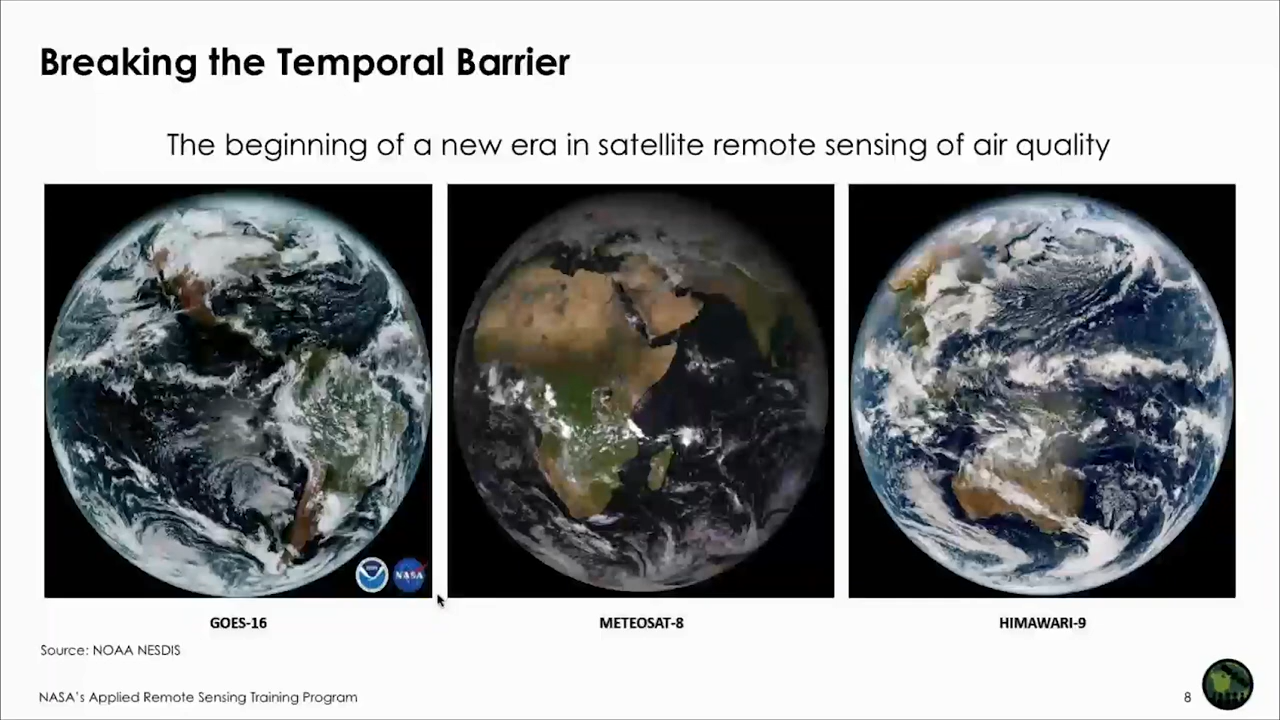 Breaking the Temporal Barrier
The beginning of a new era in satellite remote sensing of air quality
NASA
GOES-16
METEOSAT-8
HIMAWARI-9
Source: NOAA NESDIS
NASA's Applied Remote Sensing Training Program
8